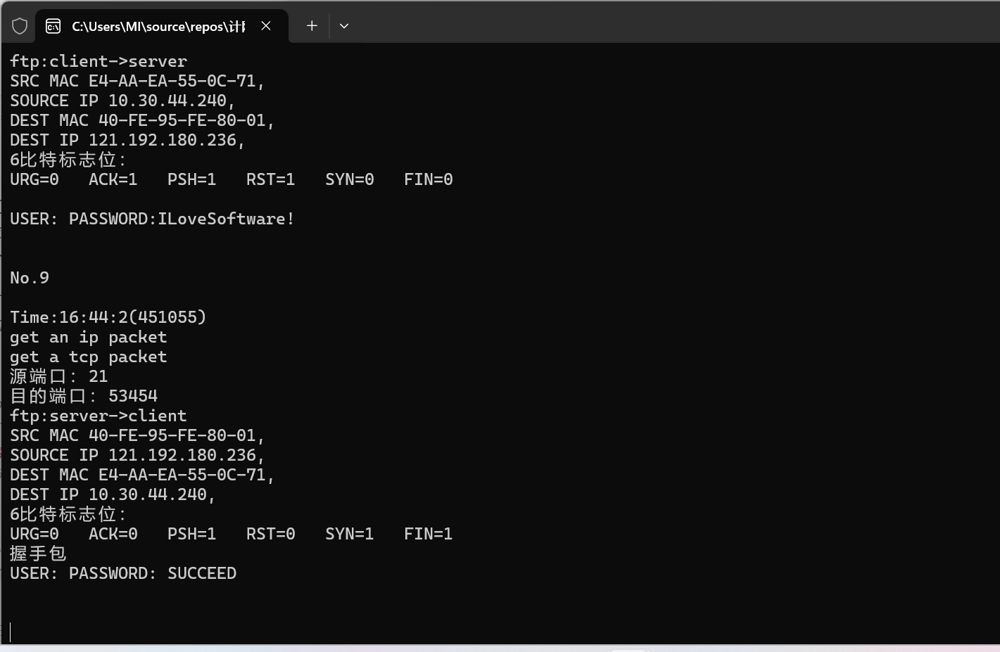 C:\Users\MI\source\repos\计
ftp:client->server
SRC MAC E4-AA-EA-55-0C-71,
SOURCE IP 10.30.44.240,
DEST MAC 40-FE-95-FE-80-01,
DEST IP 121.192.180.236,
6比特标志位：
URG=0   ACK=1   PSH=1   RST=1   SYN=0   FIN=0
USER: PASSWORD:ILoveSoftware!
No.9
Time:16:44:2(451055)
get an ip packet
get a tcp packet
源端口：21
目的端口：53454
ftp:server->client
SRC MAC 40-FE-95-FE-80-01,
SOURCE IP 121.192.180.236,
DEST MAC E4-AA-EA-55-0C-71,
DEST IP 10.30.44.240,
6比特标志位：
URG=0   ACK=0   PSH=1   RST=0   SYN=1   FIN=1
握手包
USER: PASSWORD: SUCCEED